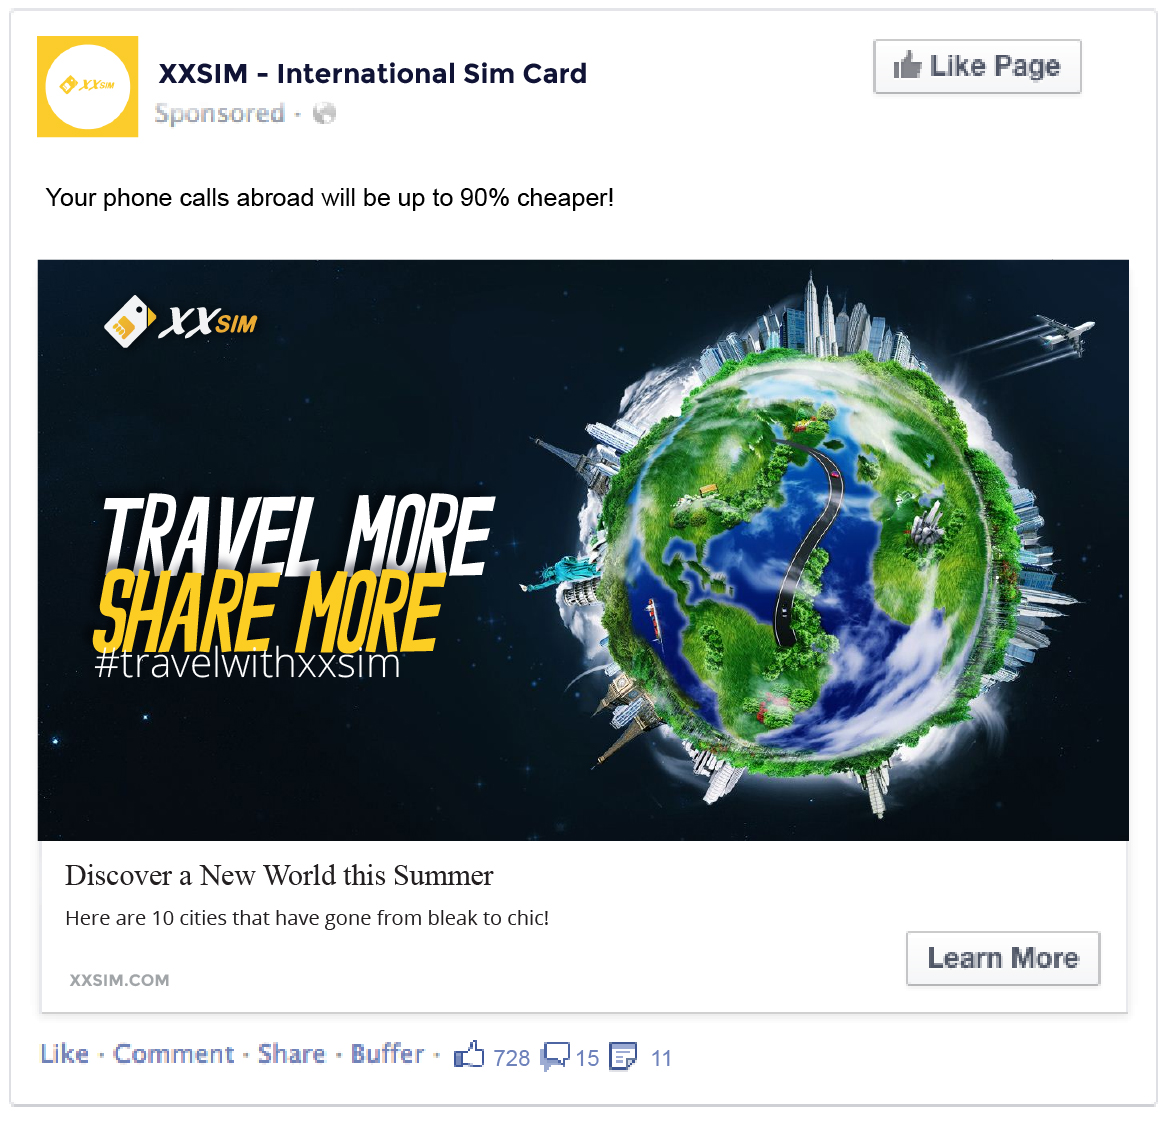 XXSIM
XXSIM - International Sim Card
Like Page
Sponsored ·
Your phone calls abroad will be up to 90% cheaper!
XXSIM
TRAVEL MORE
SHARE MORE
#travelwithxxsim
Discover a New World this Summer
Here are 10 cities that have gone from bleak to chic!
Learn More
XXSIM.COM
Like · Comment · Share · Buffer · 728 15 11